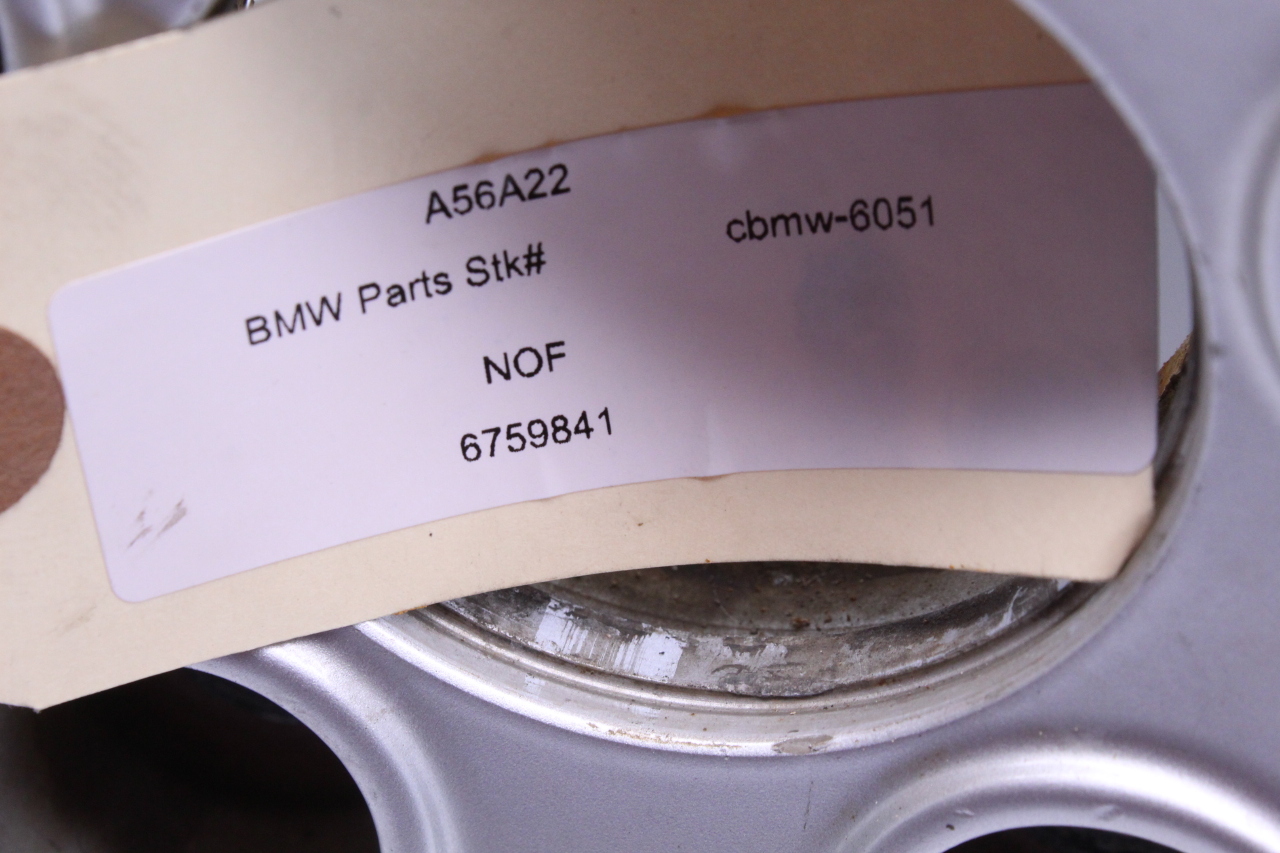 A56A22
BMW Parts Stk# cbmw-6051
NOF
6759841